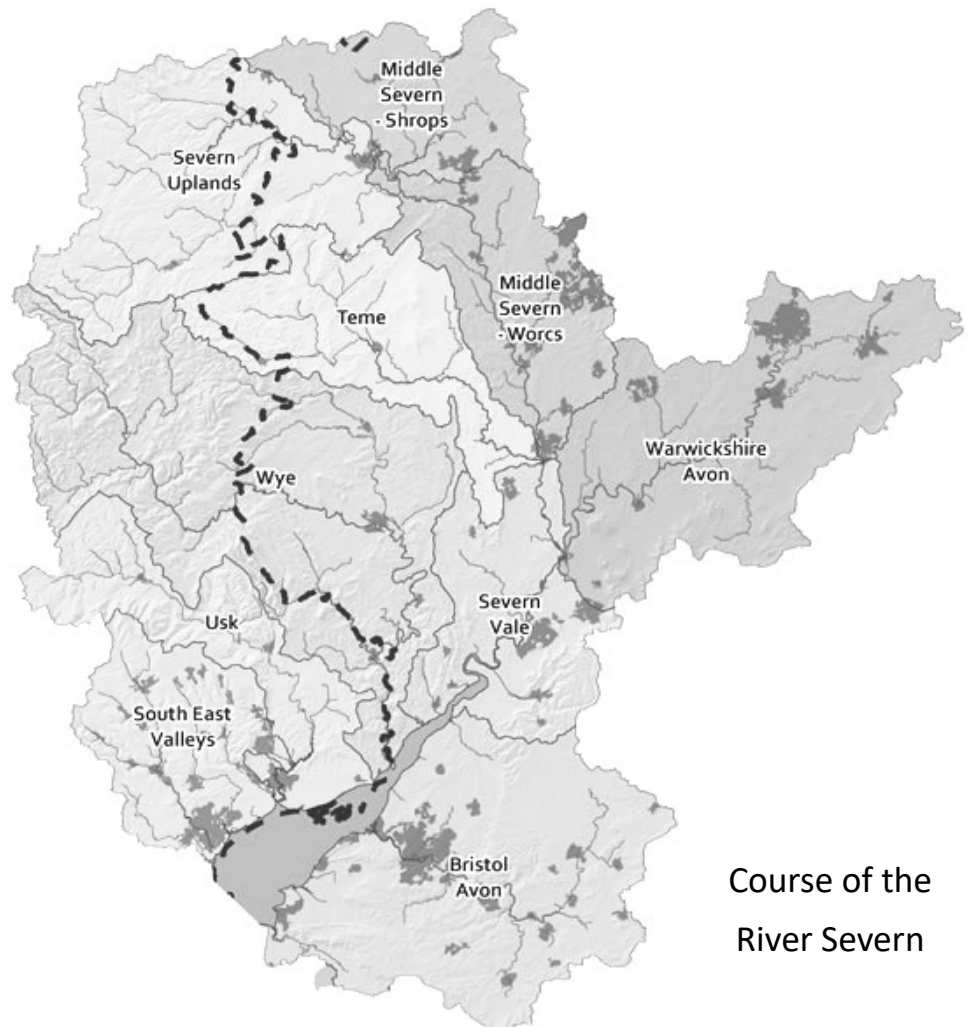 Middle
Severn
- Shrops
Severn
Uplands
Middle
Severn
- Worcs
Teme
Warwickshire
Avon
Wye
Severn
Vale
Usk
South East
Valleys
Bristol
Avon
Course of the
River Severn